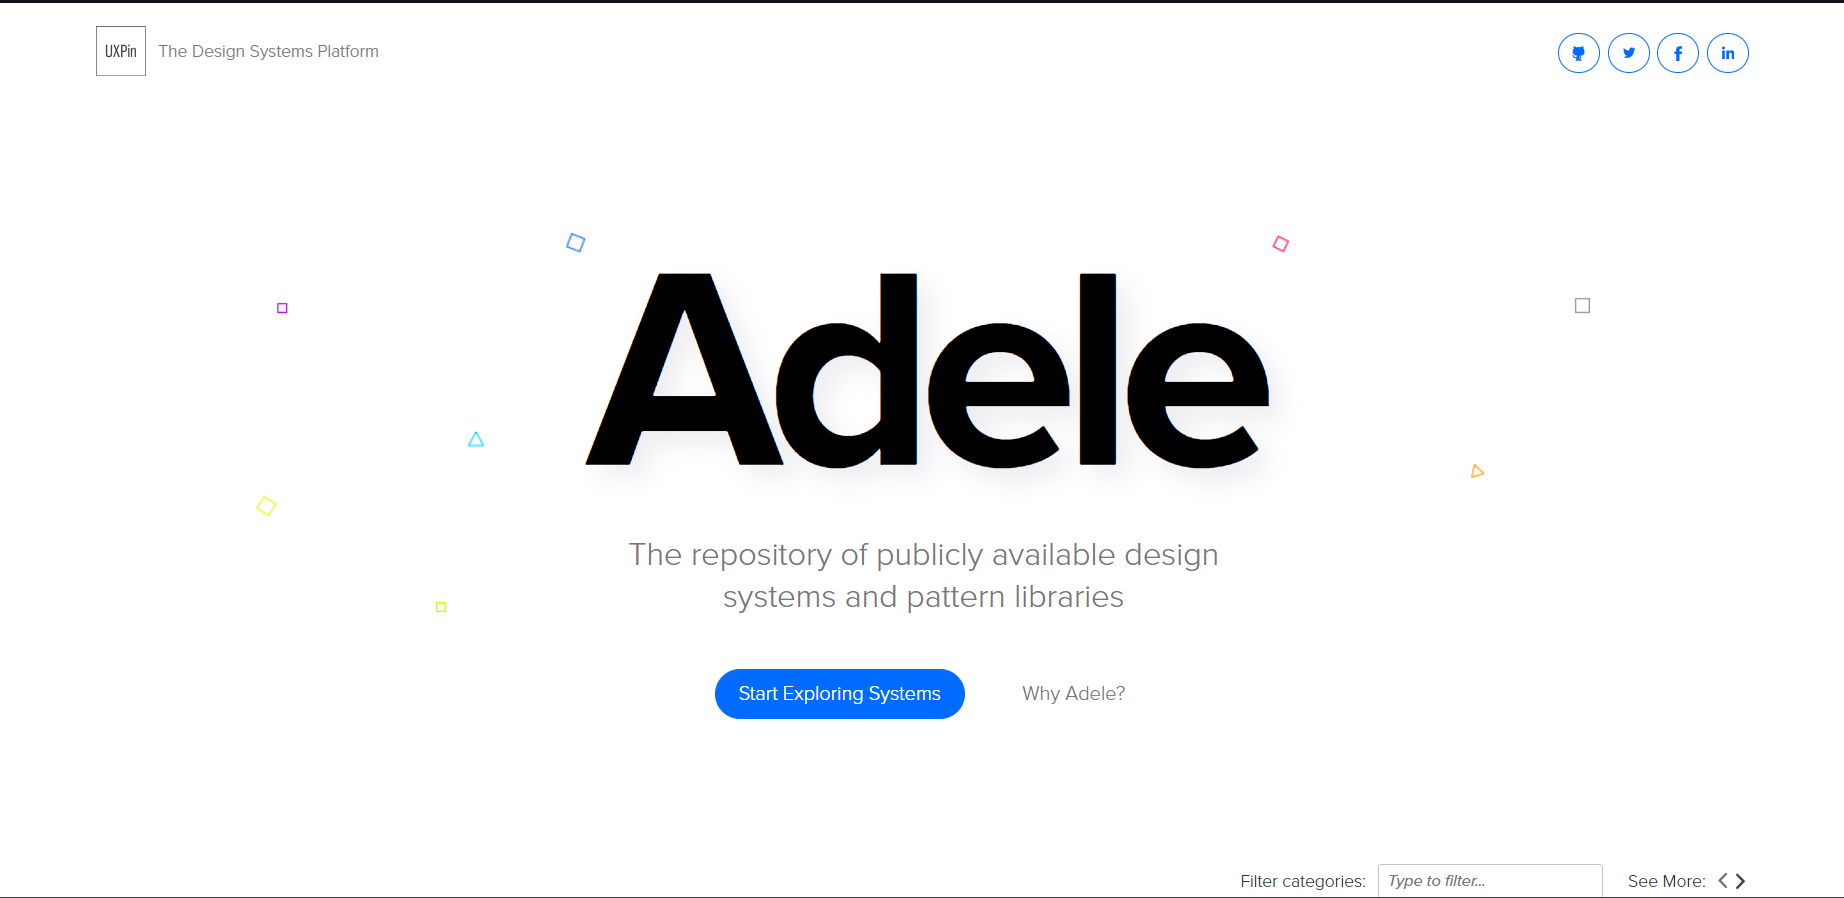 UXPin
The Design Systems Platform
Adele
The repository of publicly available design
systems and pattern libraries
Start Exploring Systems
Why Adele?
Filter categories:
Type to filter...
See More: